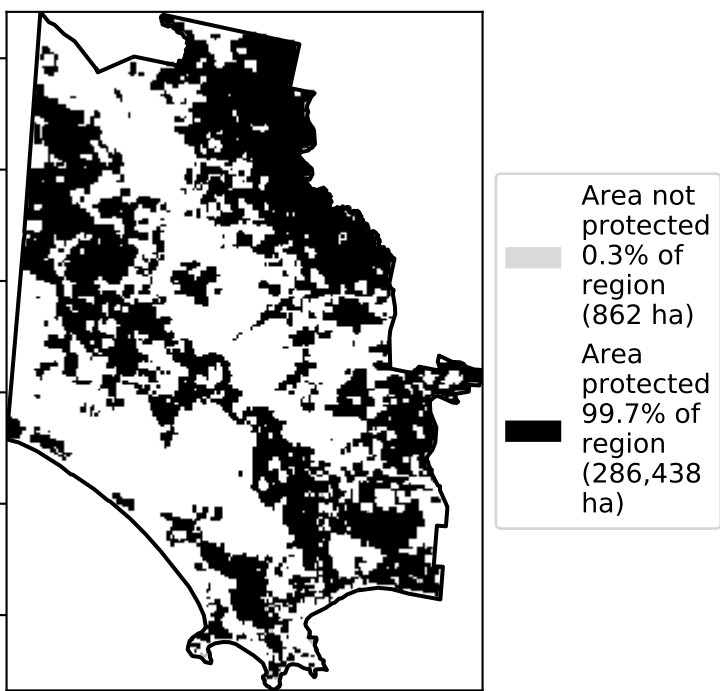 Area not
protected
0.3% of
region
(862 ha)
Area
protected
99.7% of
region
(286,438
ha)